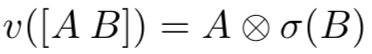 v([A B]) = A ⊗ σ(B)